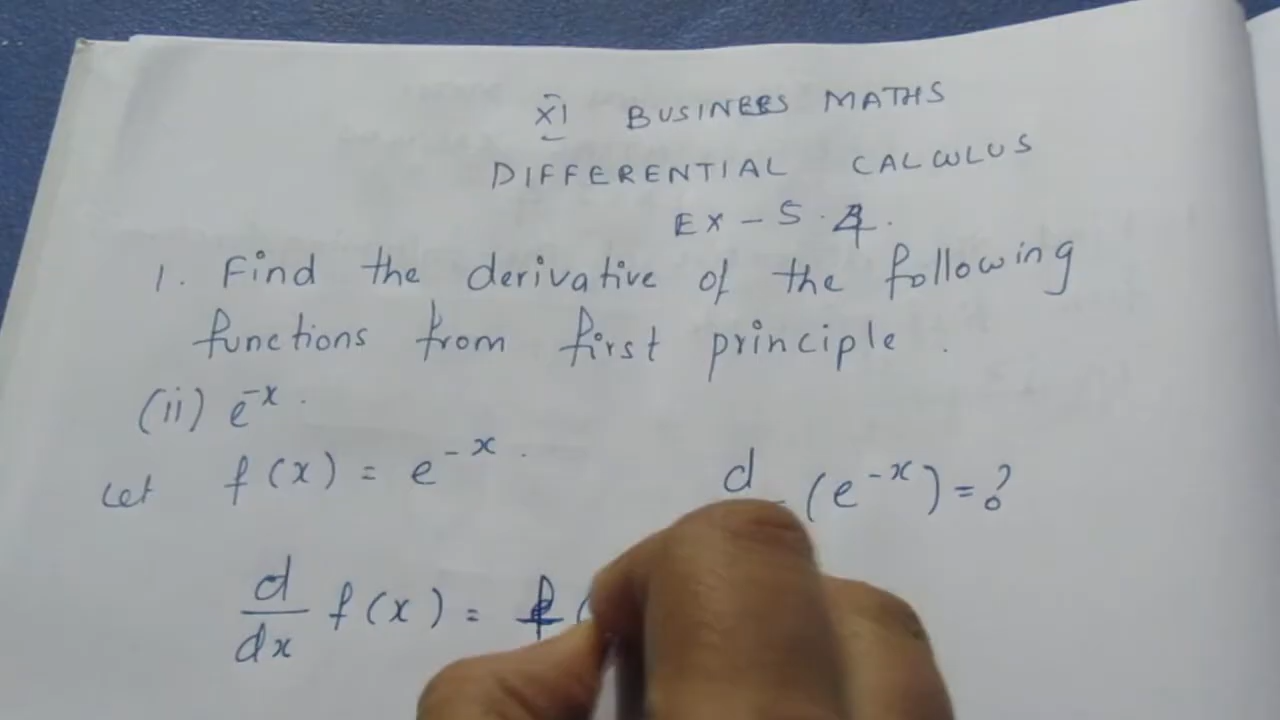 XI BUSINESS MATHS
DIFFERENTIAL CALCULUS
EX - 5.4.
1. Find the derivative of the following
functions from first principle.
(ii) e^-x.
Let f(x) = e^-x.
d (e^-x) = ?
d/dx f(x) = f(